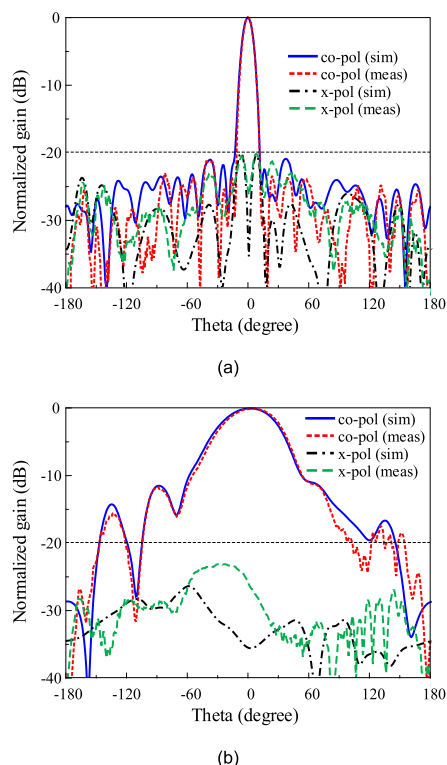 0
-10
-20
-30
-40
Normalized gain (dB)
co-pol (sim)
co-pol (meas)
x-pol (sim)
x-pol (meas)
-180 -120 -60 0 60 120 180
Theta (degree)
(a)
0
-10
-20
-30
-40
Normalized gain (dB)
co-pol (sim)
co-pol (meas)
x-pol (sim)
x-pol (meas)
-180 -120 -60 0 60 120 180
Theta (degree)
(b)